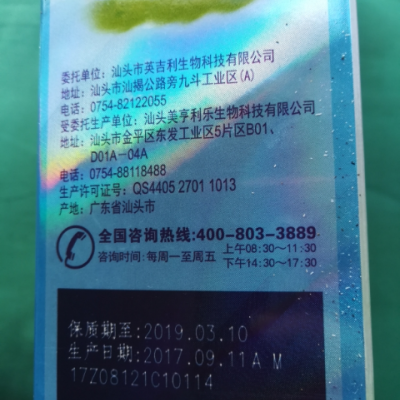 委托单位：汕头市英吉利生物科技有限公司
地址：汕头市汕揭公路旁九斗工业区(A)
电话：0754-82122055
受委托生产单位：汕头美亨利乐生物科技有限公司
地址：汕头市金平区东发工业区5片区B01、
D01A-04A
电话：0754-88118488
生产许可证号：QS4405 2701 1013
产地：广东省汕头市
全国咨询热线:400-803-3889
咨询时间：每周一至周五 上午08:30～11:30
下午14:30～17:30
保质期至:2019.03.10
生产日期:2017.09.11A M
17Z08121C10114